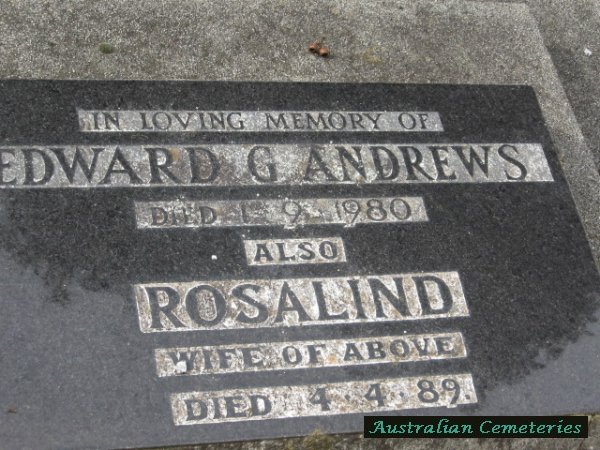 IN LOVING MEMORY OF
EDWARD G ANDREWS
DIED 1·9·1980
ALSO
ROSALIND
WIFE OF ABOVE
DIED 4·4·89.
Australian Cemeteries